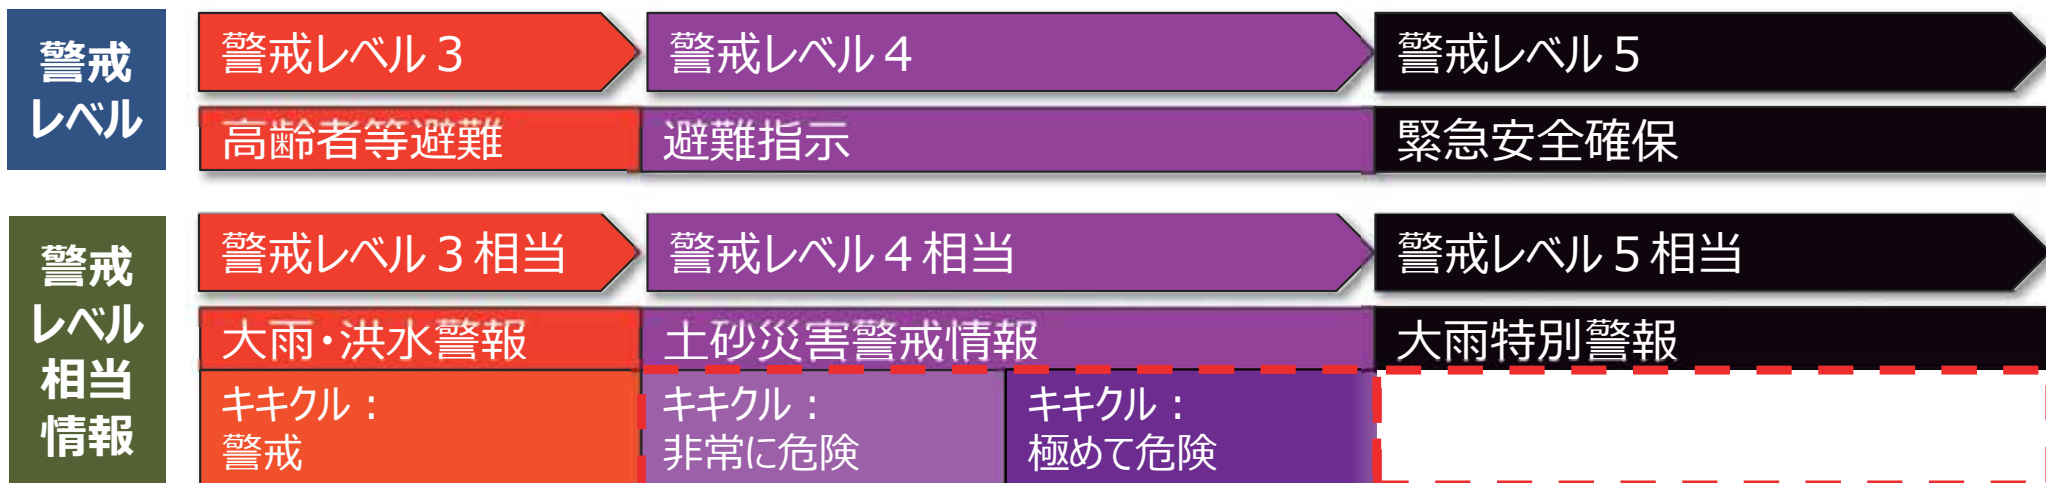 警戒
レベル
警戒レベル３
警戒レベル４
警戒レベル５
高齢者等避難
避難指示
緊急安全確保
警戒
レベル
相当
情報
警戒レベル３相当
警戒レベル４相当
警戒レベル５相当
大雨・洪水警報
土砂災害警戒情報
大雨特別警報
キキクル：
警戒
キキクル：
非常に危険
キキクル：
極めて危険